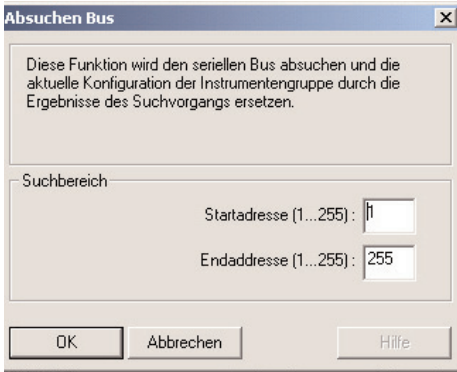 Absuchen Bus
Diese Funktion wird den seriellen Bus absuchen und die
aktuelle Konfiguration der Instrumentengruppe durch die
Ergebnisse des Suchvorgangs ersetzen.
Suchbereich
Startadresse (1...255) : 1
Endaddresse (1...255) : 255
OK Abbrechen Hilfe